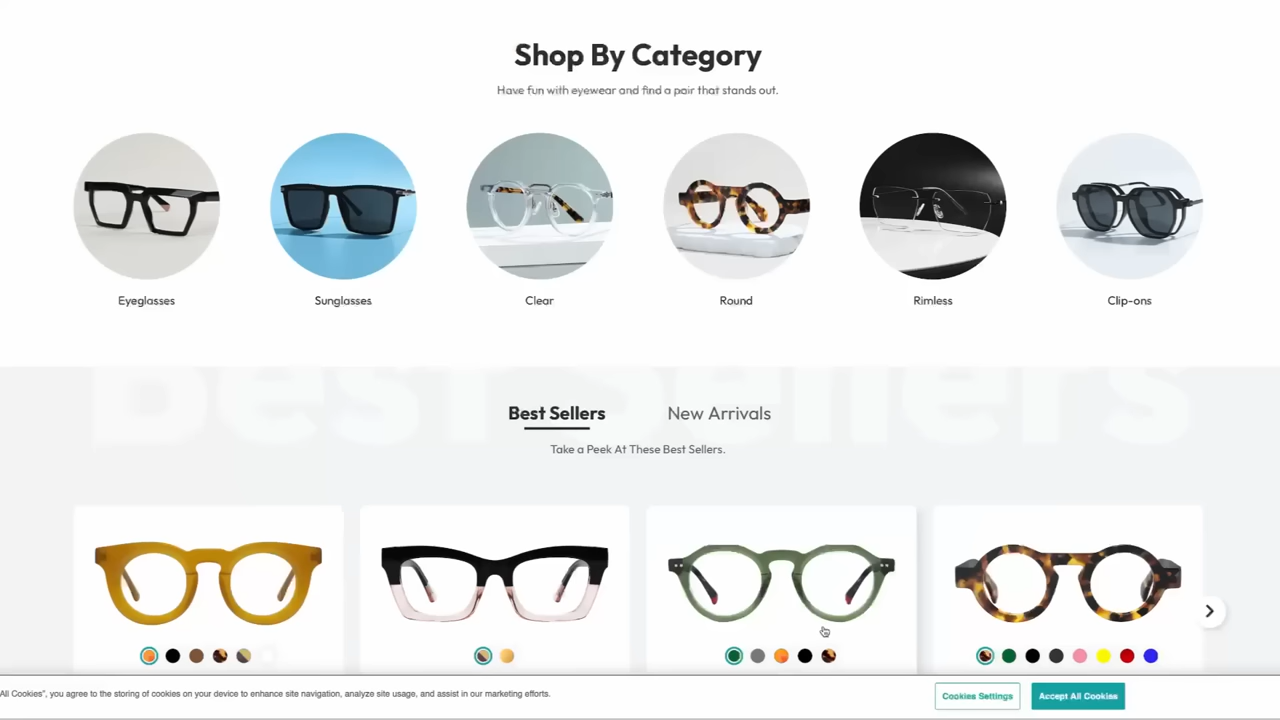 Shop By Category
Have fun with eyewear and find a pair that stands out.
Eyeglasses
Sunglasses
Clear
Round
Rimless
Clip-ons
Best Sellers
Best Sellers
New Arrivals
Take a Peek At These Best Sellers.
All Cookies", you agree to the storing of cookies on your device to enhance site navigation, analyze site usage, and assist in our marketing efforts.
Cookies Settings
Accept All Cookies